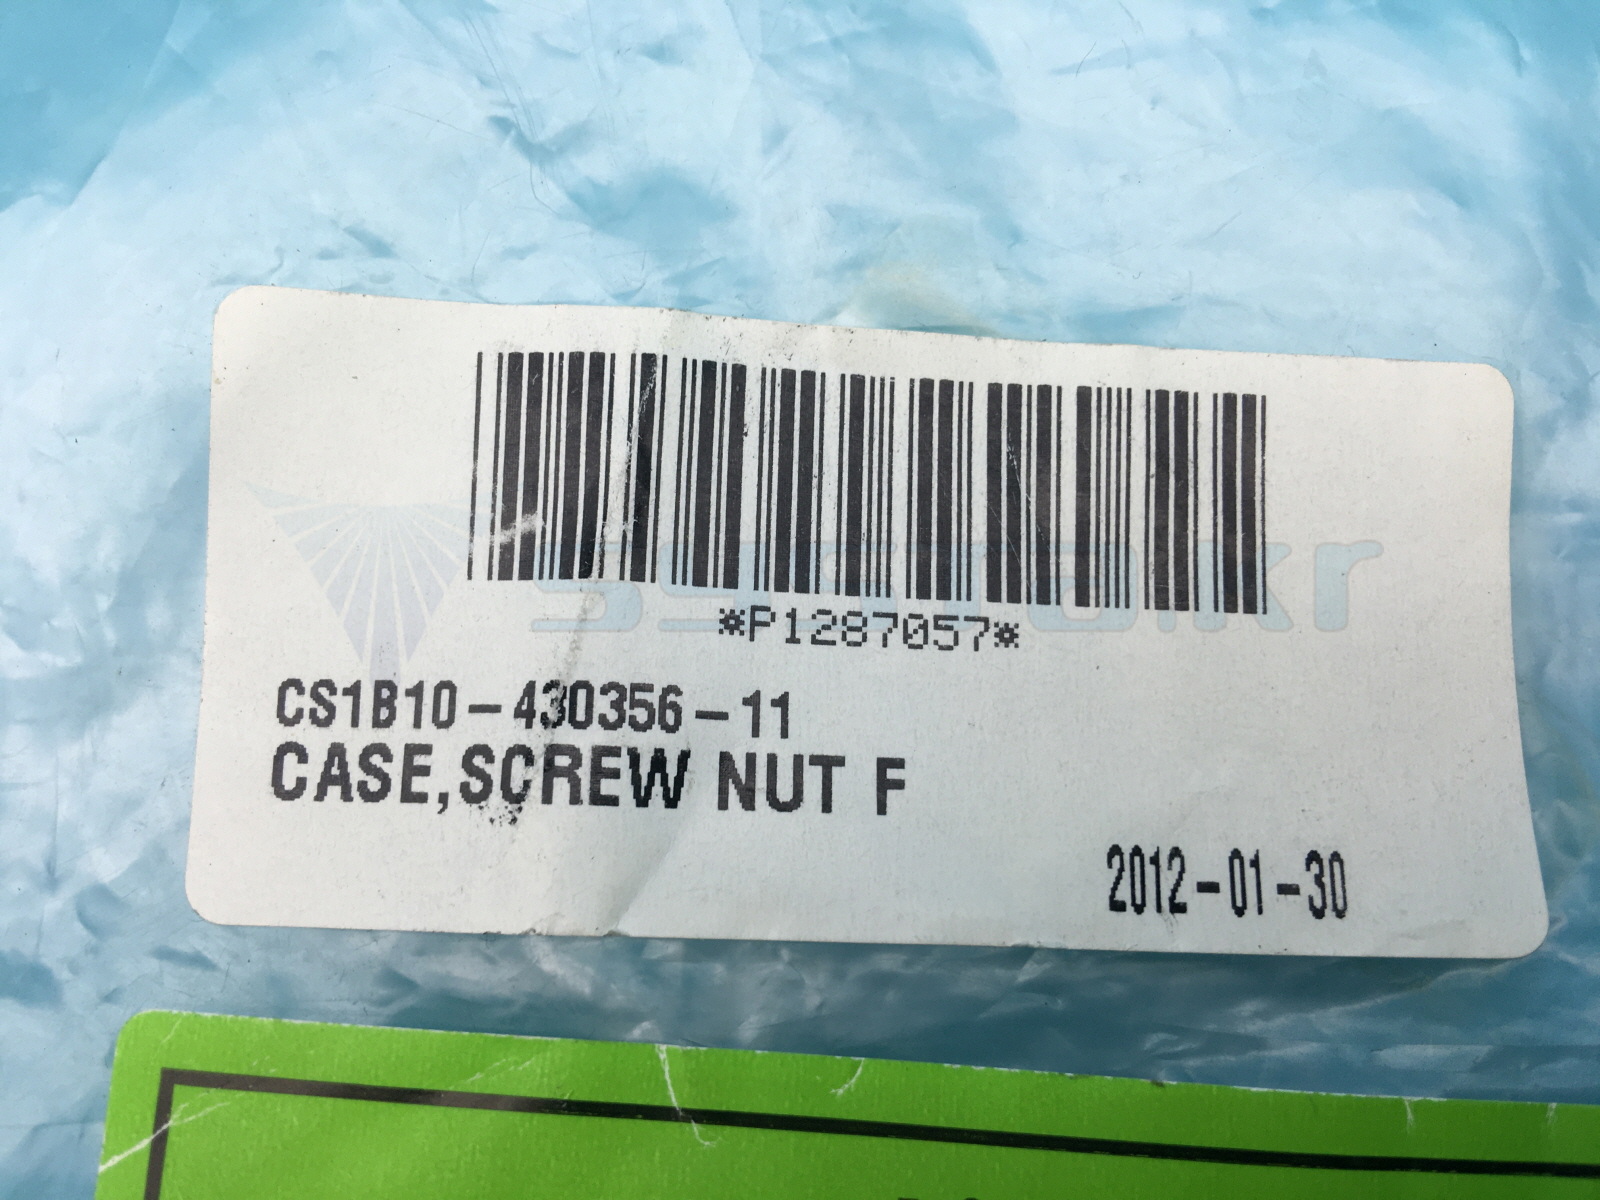 *P1287057*
CS1B10-430356-11
CASE,SCREW NUT F
2012-01-30